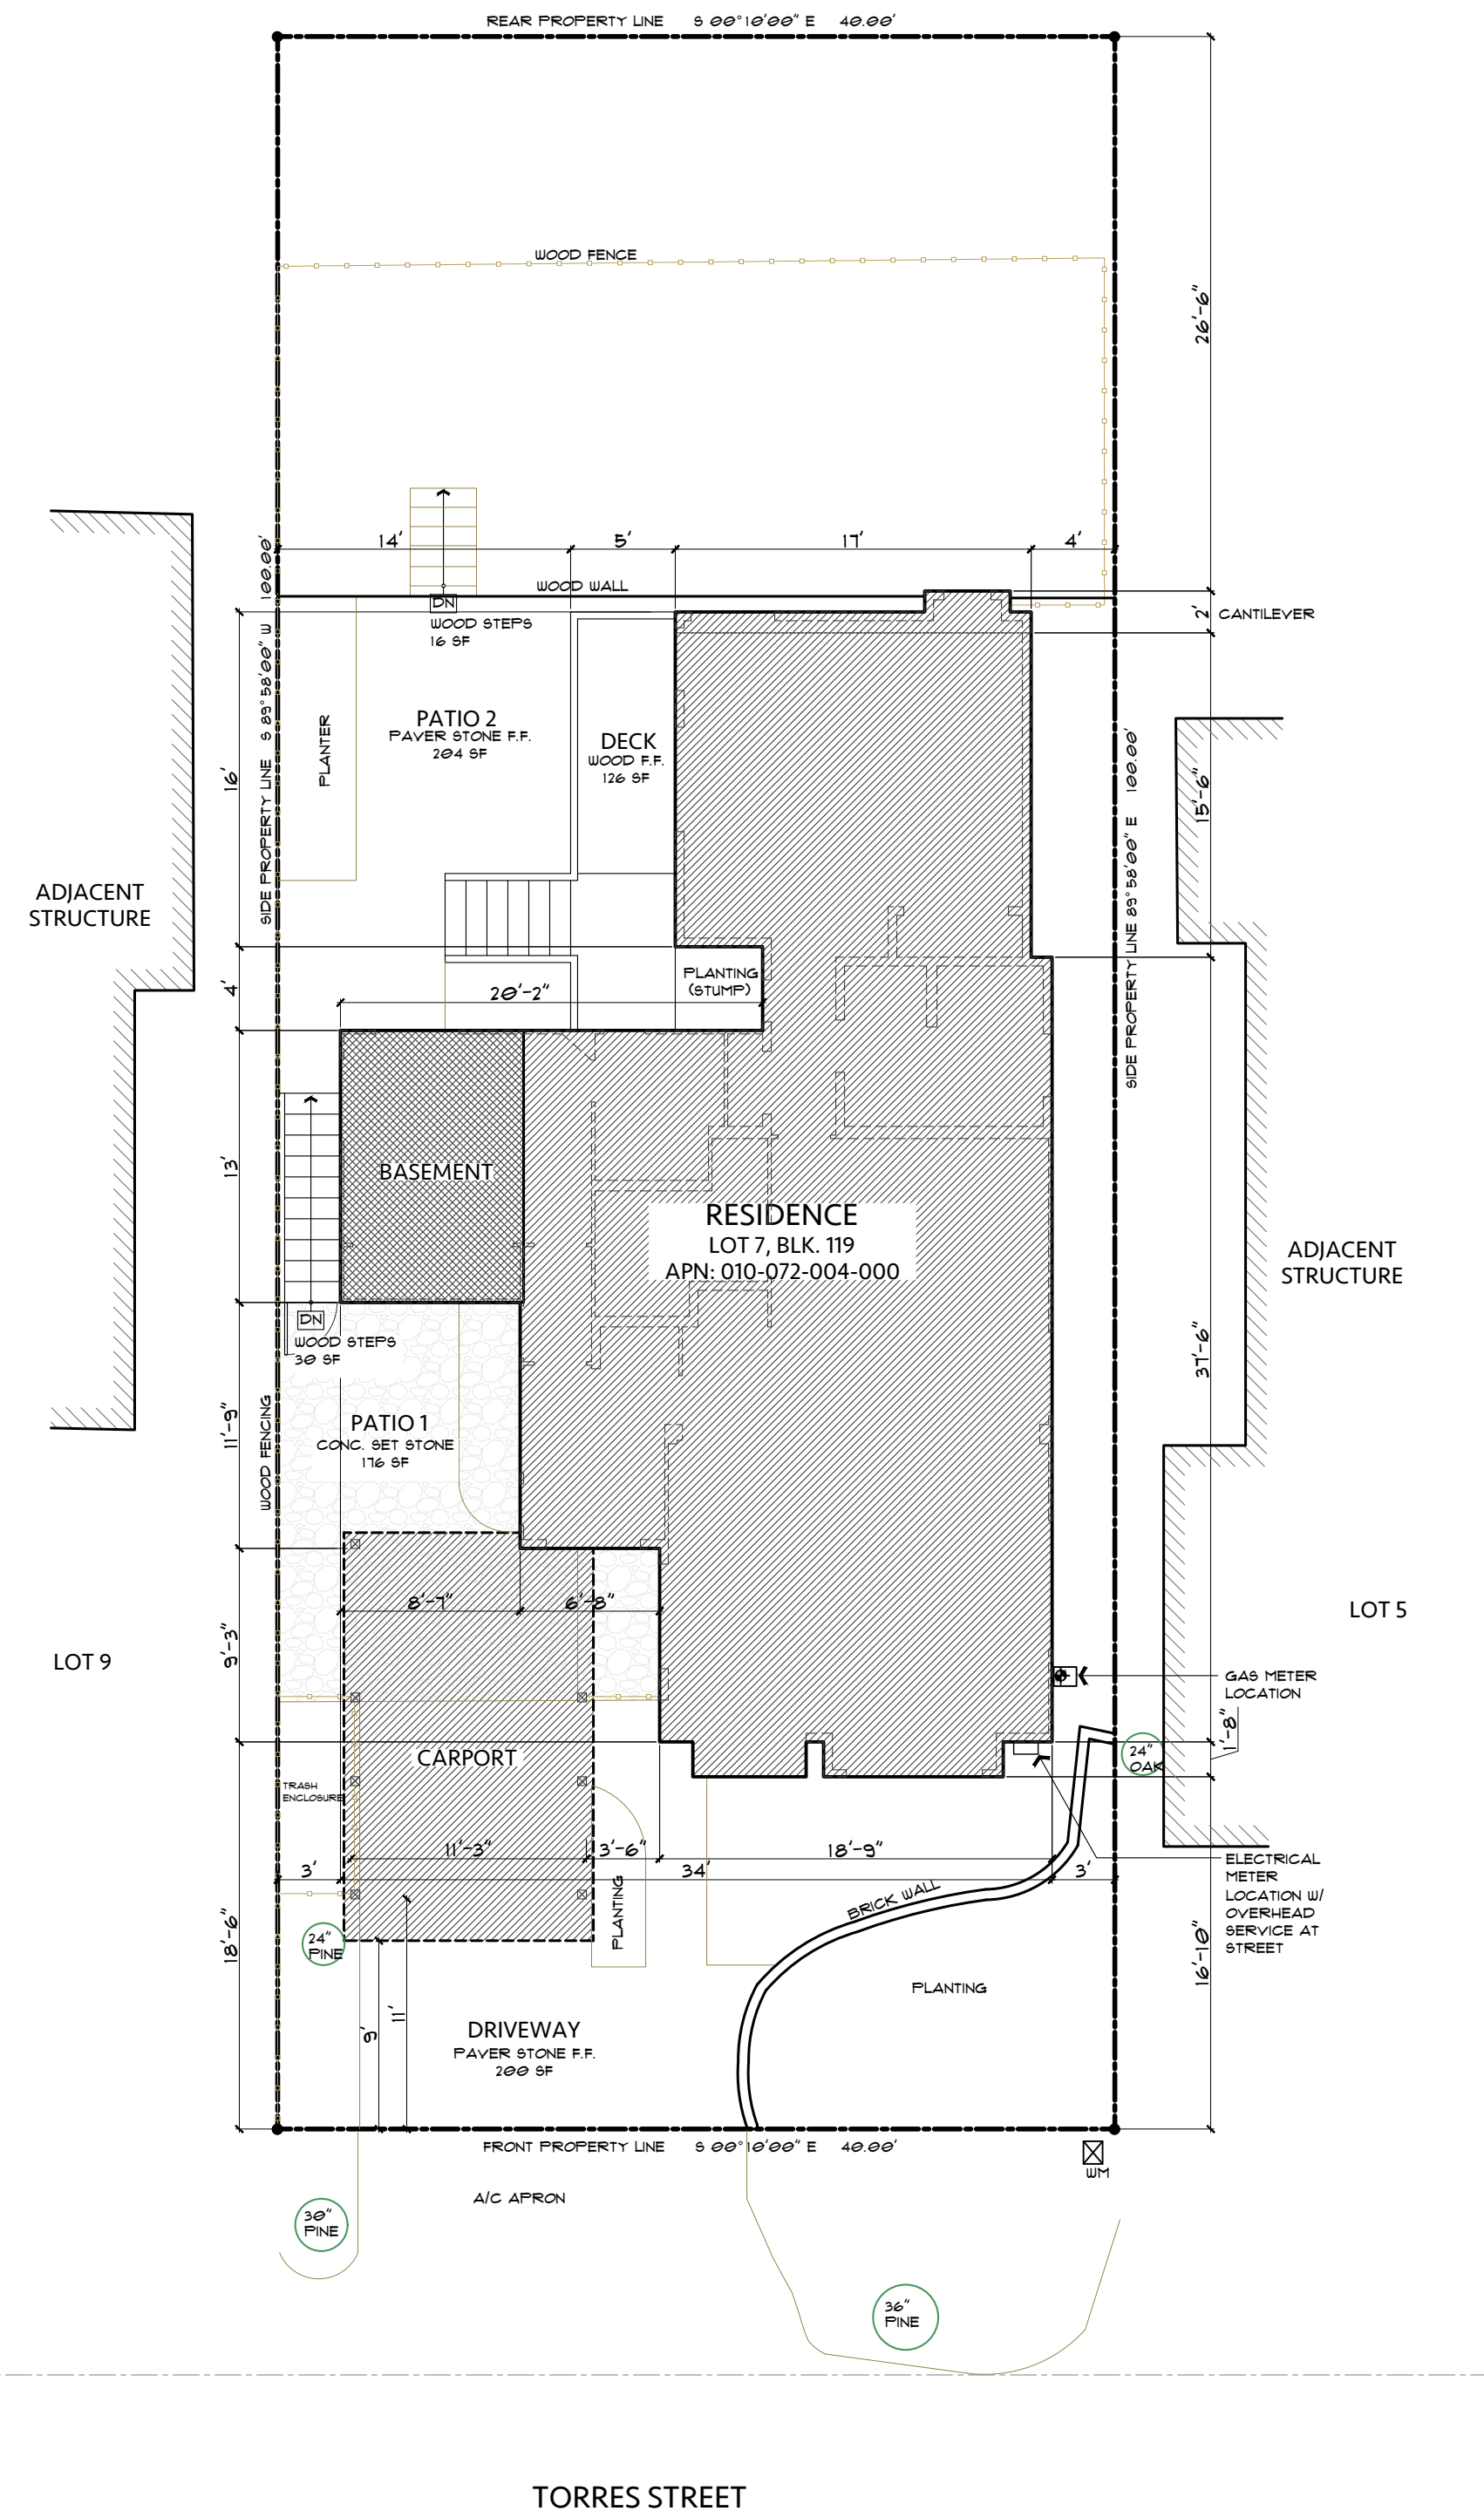 REAR PROPERTY LINE S 00°10'00" E 40.00'
WOOD FENCE
26'-6"
14'
5'
17'
4'
WOOD WALL
DN
WOOD STEPS
16 SF
2'
CANTILEVER
SIDE PROPERTY LINE S 89°58'00" W 100.00'
PLANTER
PATIO 2
PAVER STONE F.F.
204 SF
DECK
WOOD F.F.
126 SF
16'
15'-6"
SIDE PROPERTY LINE 89°58'00" E 100.00'
ADJACENT
STRUCTURE
PLANTING
(STUMP)
4'
20'-2"
13'
BASEMENT
RESIDENCE
LOT 7, BLK. 119
APN: 010-072-004-000
ADJACENT
STRUCTURE
DN
WOOD STEPS
30 SF
37'-6"
11'-9"
WOOD FENCING
PATIO 1
CONC. SET STONE
176 SF
8'-7"
6'-8"
9'-3"
LOT 9
LOT 5
GAS METER
LOCATION
1'-8"
24"
OAK
CARPORT
TRASH
ENCLOSURE
11'-3"
3'-6"
18'-9"
3'
34'
3'
ELECTRICAL
METER
LOCATION W/
OVERHEAD
SERVICE AT
STREET
BRICK WALL
PLANTING
24"
PINE
18'-6"
16'-10"
PLANTING
9'
11'
DRIVEWAY
PAVER STONE F.F.
200 SF
FRONT PROPERTY LINE S 00°10'00" E 40.00'
WM
A/C APRON
30"
PINE
36"
PINE
TORRES STREET